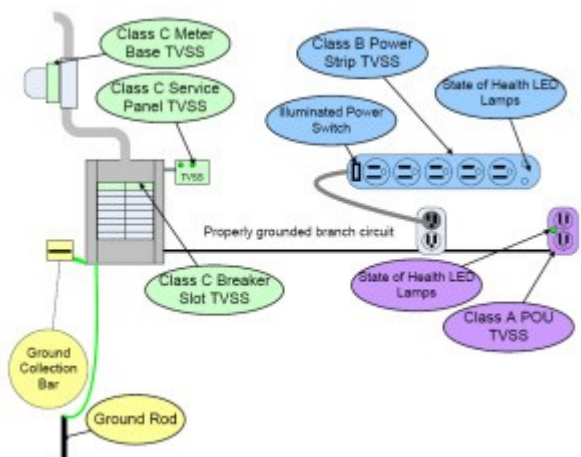 Class C Meter
Base TVSS
Class C Service
Panel TVSS
TVSS
Class B Power
Strip TVSS
State of Health LED
Lamps
Illuminated Power
Switch
Properly grounded branch circuit
Class C Breaker
Slot TVSS
State of Health LED
Lamps
Class A POU
TVSS
Ground
Collection
Bar
Ground Rod